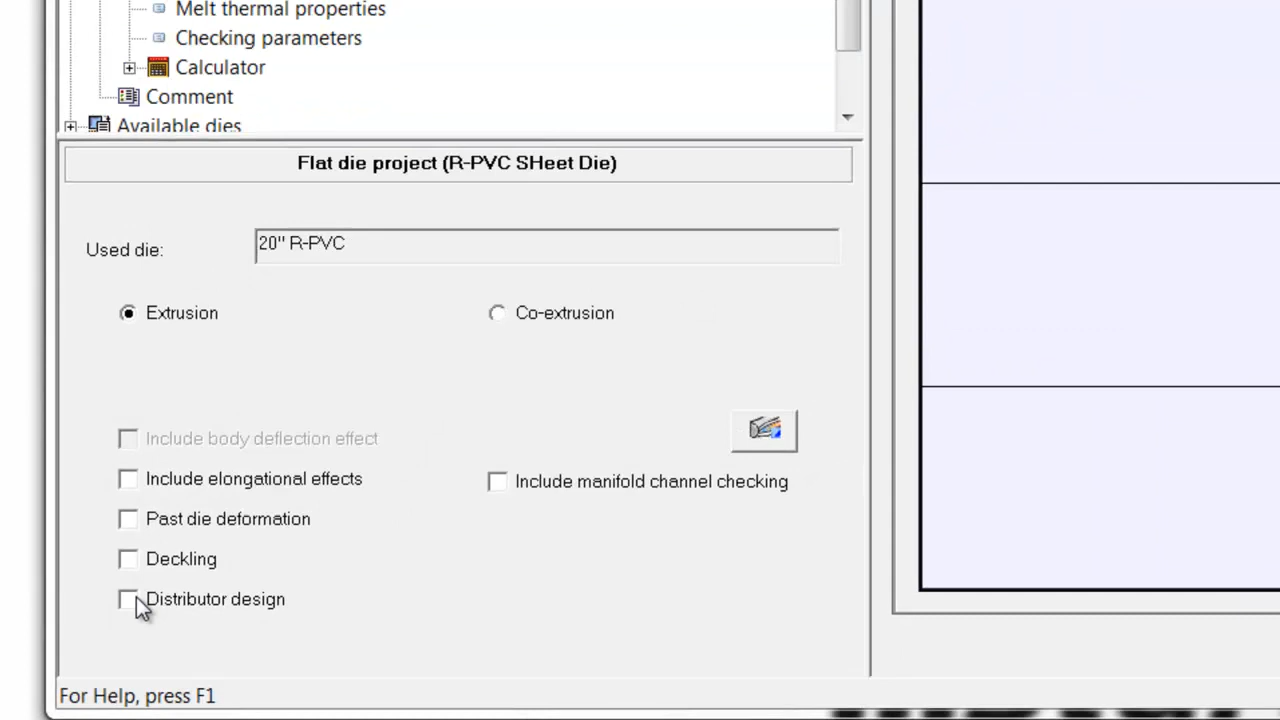 Melt thermal properties
Checking parameters
Calculator
Comment
Available dies
Flat die project (R-PVC SHeet Die)
Used die: 20" R-PVC
Extrusion Co-extrusion
Include body deflection effect
Include elongational effects Include manifold channel checking
Past die deformation
Deckling
Distributor design
For Help, press F1